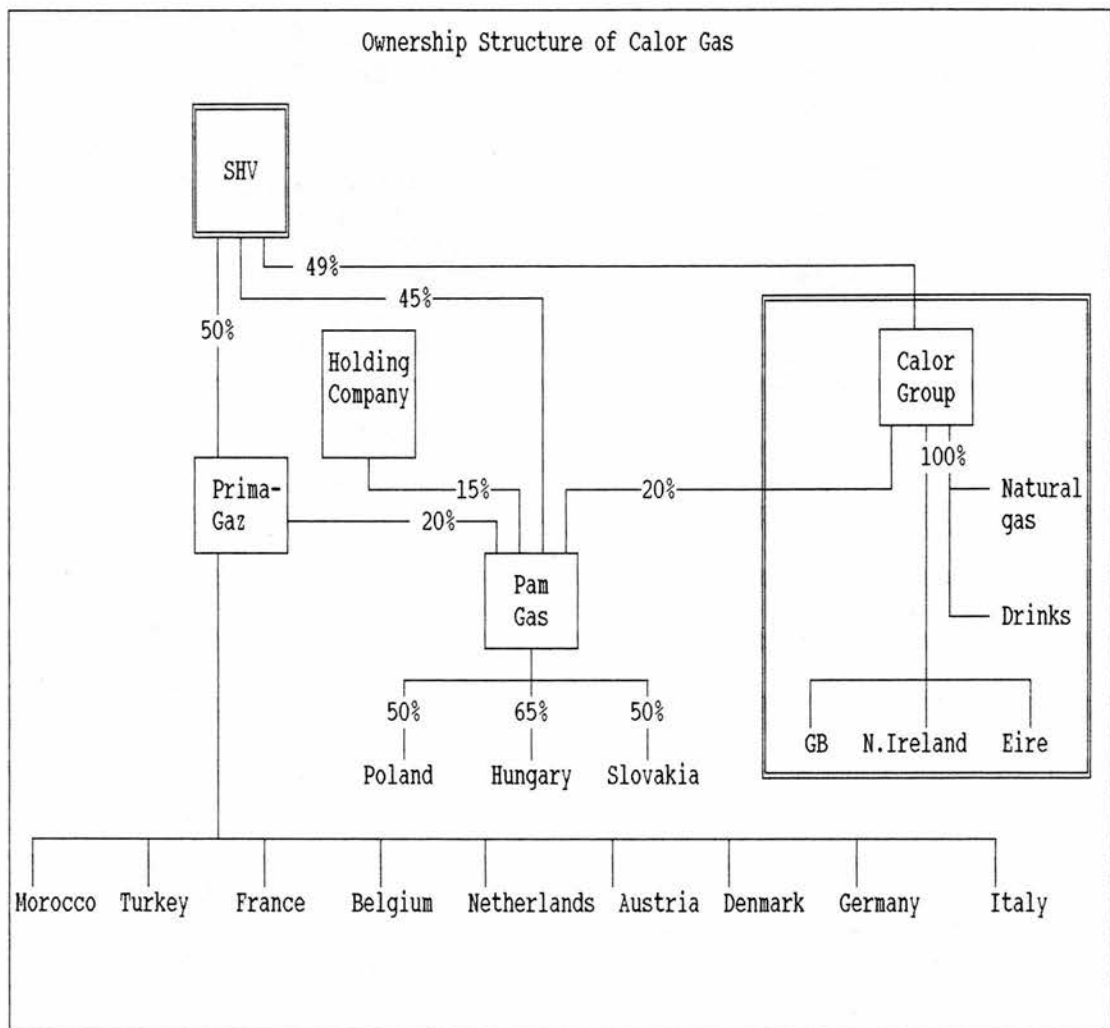 Ownership Structure of Calor Gas
SHV
49%
45%
50%
Holding
Company
Calor
Group
100%
Prima-
Gaz
15%
20%
20%
Natural
gas
Pam
Gas
Drinks
50%
65%
50%
GB
N.Ireland
Eire
Poland
Hungary
Slovakia
Morocco
Turkey
France
Belgium
Netherlands
Austria
Denmark
Germany
Italy